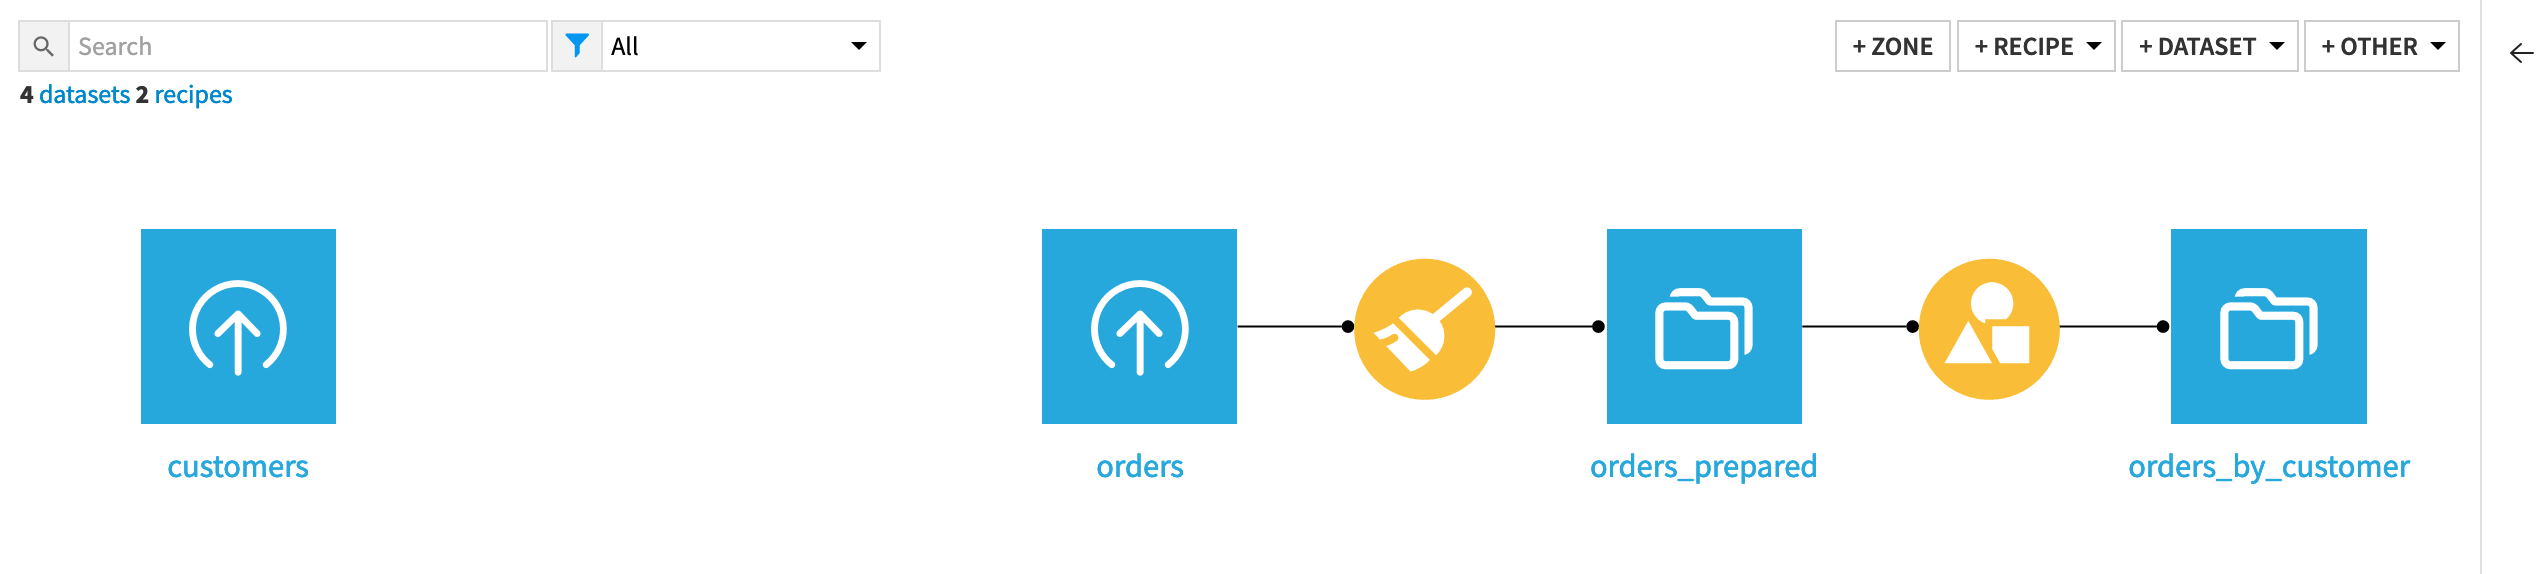 Search All + ZONE + RECIPE + DATASET + OTHER
4 datasets 2 recipes
customers orders orders_prepared orders_by_customer